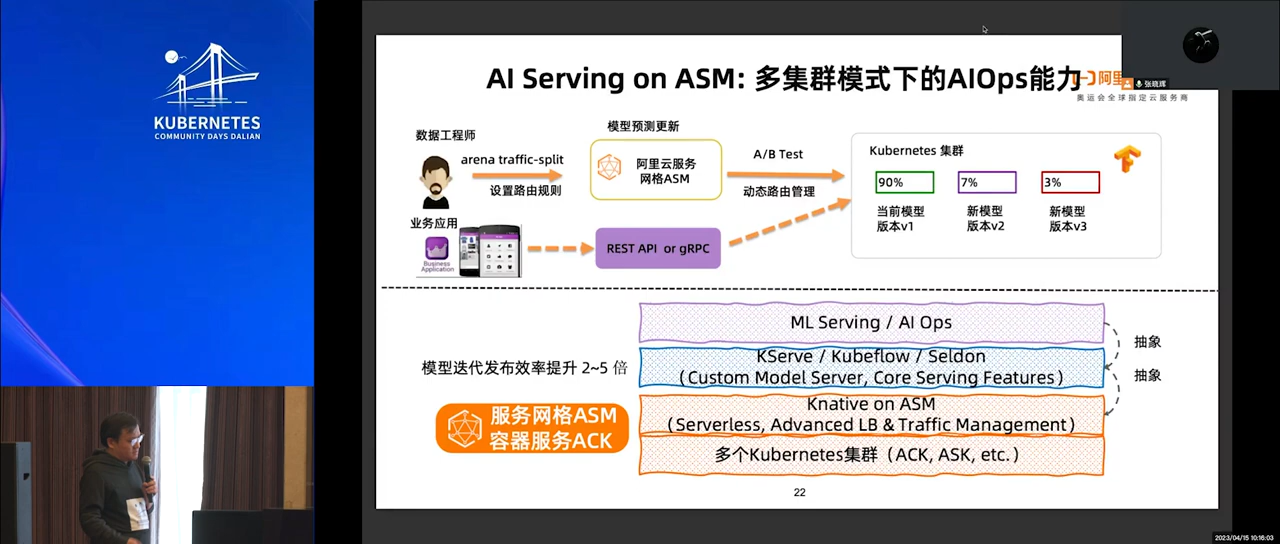 KUBERNETES
COMMUNITY DAYS DALIAN
AI Serving on ASM: 多集群模式下的AIOps能力
阿里
奥运会全球指定云服务商
张晓辉
数据工程师
arena traffic-split
设置路由规则
模型预测更新
阿里云服务
网格ASM
A/B Test
动态路由管理
Kubernetes 集群
90%
7%
3%
当前模型
版本v1
新模型
版本v2
新模型
版本v3
业务应用
Business
Application
REST API or gRPC
ML Serving / AI Ops
抽象
KServe / Kubeflow / Seldon
(Custom Model Server, Core Serving Features)
模型迭代发布效率提升 2~5 倍
抽象
Knative on ASM
(Serverless, Advanced LB & Traffic Management)
服务网格ASM
容器服务ACK
多个Kubernetes集群（ACK, ASK, etc.）
22
2023/04/15 10:16:03